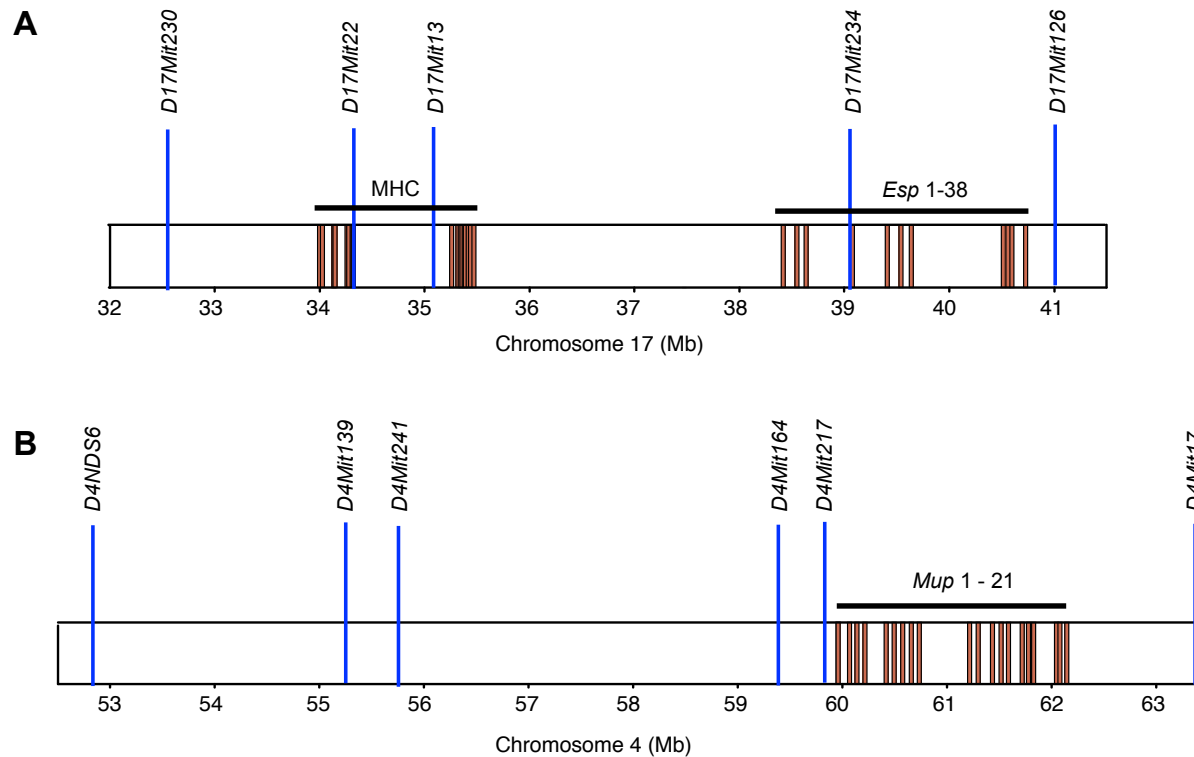 A
D17Mit230
D17Mit22
D17Mit13
D17Mit234
D17Mit126
MHC
Esp 1-38
32 33 34 35 36 37 38 39 40 41
Chromosome 17 (Mb)
B
D4NDS6
D4Mit139
D4Mit241
D4Mit164
D4Mit217
D4Mit17
Mup 1 - 21
53 54 55 56 57 58 59 60 61 62 63
Chromosome 4 (Mb)